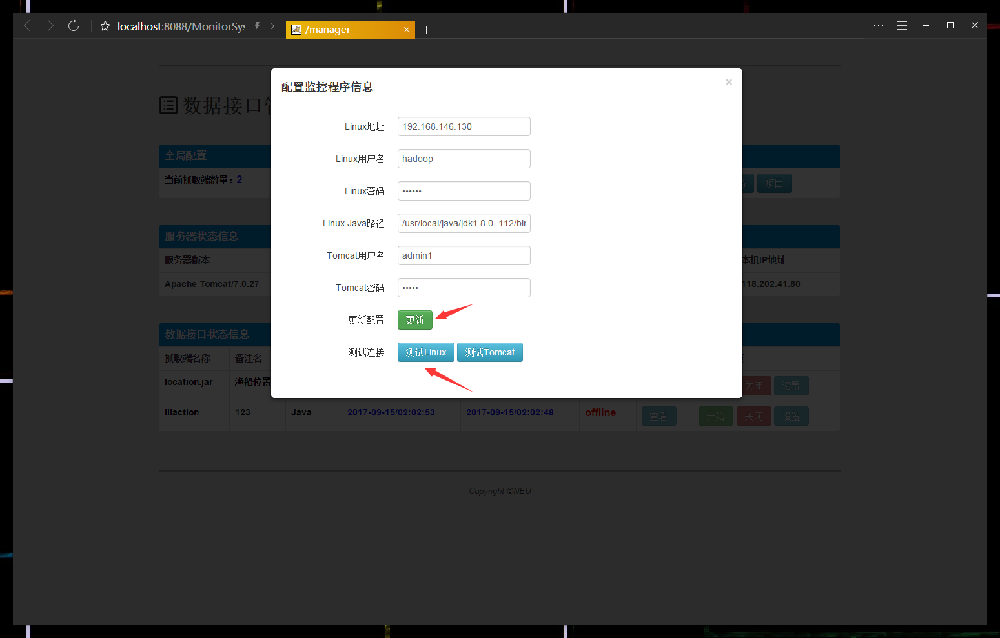 localhost:8088/MonitorSys
/manager
配置监控程序信息
数据接口管
Linux地址 192.168.146.130
Linux用户名 hadoop
Linux密码 ••••••
Linux Java路径 /usr/local/java/jdk1.8.0_112/bin
Tomcat用户名 admin1
Tomcat密码 •••••
更新配置 更新
测试连接 测试Linux 测试Tomcat
全局配置
当前抓取端数量：2 项目
服务器状态信息
服务器版本 本机IP地址
Apache Tomcat/7.0.27 118.202.41.80
数据接口状态信息
抓取端名称 备注名
location.jar 渔船位置 关闭 设置
lllaction 123 Java 2017-09-15/02:02:53 2017-09-15/02:02:48 offline 查看 开始 关闭 设置
Copyright ©NEU